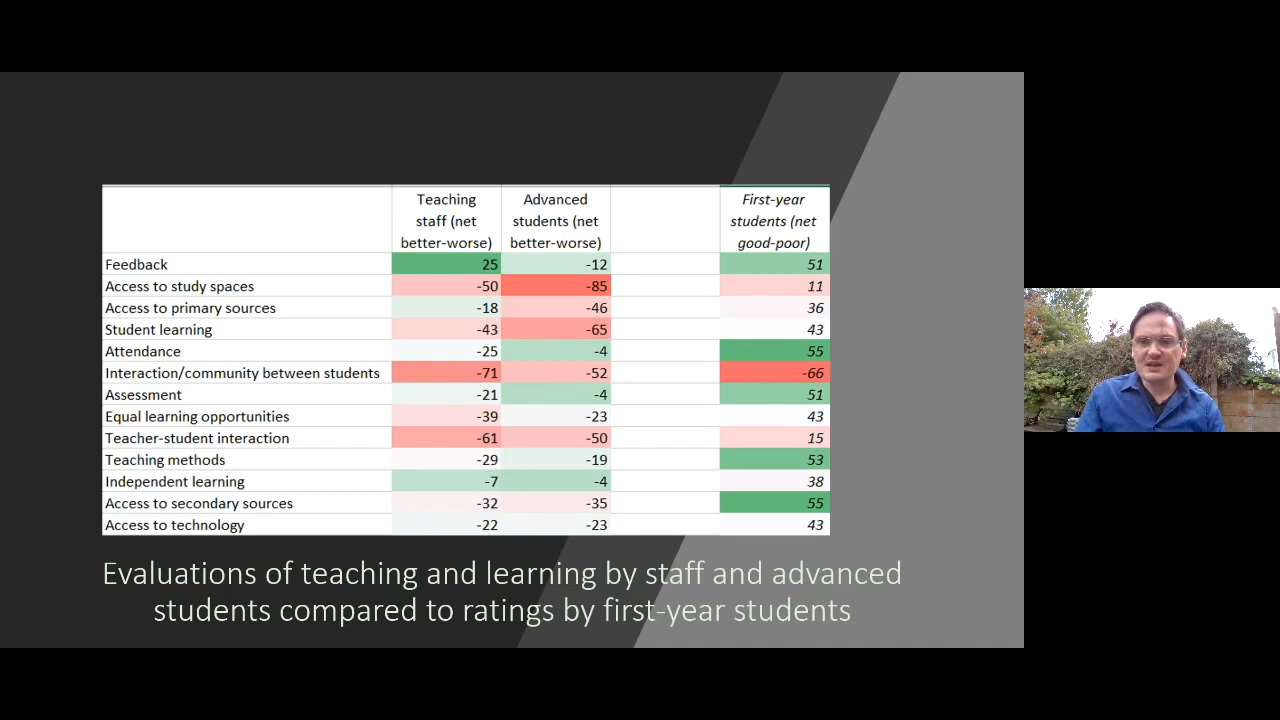 Teaching staff (net better-worse) Advanced students (net better-worse) First-year students (net good-poor)
Feedback 25 -12 51
Access to study spaces -50 -85 11
Access to primary sources -18 -46 36
Student learning -43 -65 43
Attendance -25 -4 55
Interaction/community between students -71 -52 -66
Assessment -21 -4 51
Equal learning opportunities -39 -23 43
Teacher-student interaction -61 -50 15
Teaching methods -29 -19 53
Independent learning -7 -4 38
Access to secondary sources -32 -35 55
Access to technology -22 -23 43
Evaluations of teaching and learning by staff and advanced
students compared to ratings by first-year students